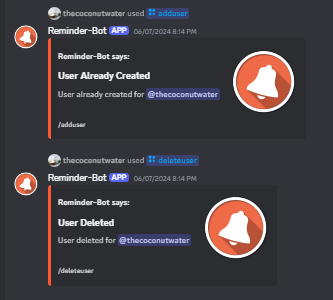 thecoconutwater used adduser
Reminder-Bot APP 06/07/2024 8:14 PM
Reminder-Bot says:
User Already Created
User already created for @thecoconutwater
/adduser
thecoconutwater used deleteuser
Reminder-Bot APP 06/07/2024 8:14 PM
Reminder-Bot says:
User Deleted
User deleted for @thecoconutwater
/deleteuser